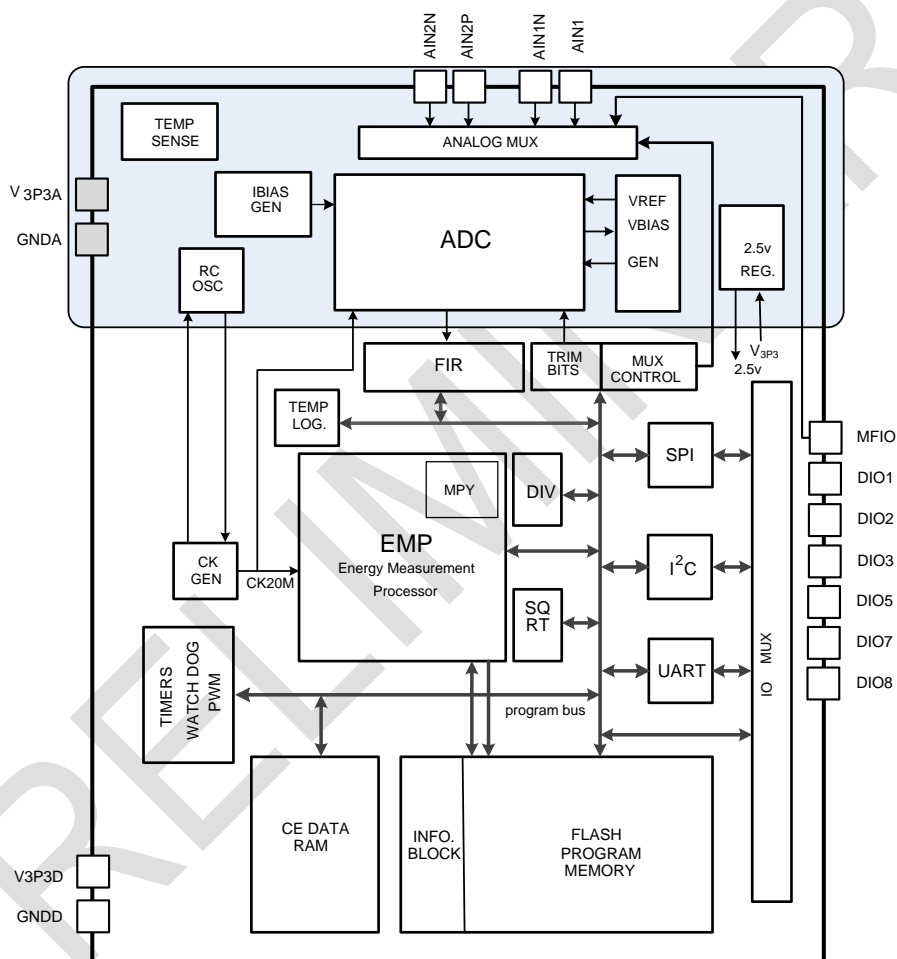 AIN2N
AIN2P
AIN1N
AIN1
TEMP
SENSE
ANALOG MUX
V 3P3A
GNDA
IBIAS
GEN
ADC
VREF
VBIAS
GEN
2.5v
REG.
RC
OSC
V3P3
2.5v
FIR
TRIM
BITS
MUX
CONTROL
TEMP
LOG.
MFIO
DIO1
DIO2
DIO3
DIO5
DIO7
DIO8
SPI
MPY
DIV
EMP
Energy Measurement
Processor
CK
GEN
CK20M
I²C
SQ
RT
UART
IO MUX
TIMERS
WATCH DOG
PWM
program bus
CE DATA
RAM
INFO.
BLOCK
FLASH
PROGRAM
MEMORY
V3P3D
GNDD
RELIMINAR